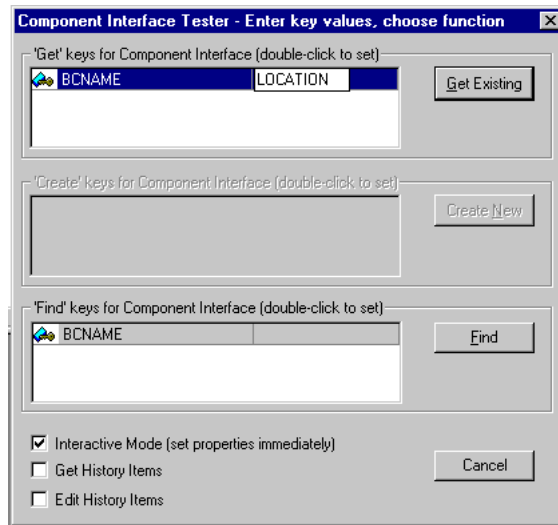 Component Interface Tester - Enter key values, choose function
'Get' keys for Component Interface (double-click to set)
BCNAME LOCATION
Get Existing
'Create' keys for Component Interface (double-click to set)
Create New
'Find' keys for Component Interface (double-click to set)
BCNAME
Find
Interactive Mode (set properties immediately)
Get History Items
Cancel
Edit History Items